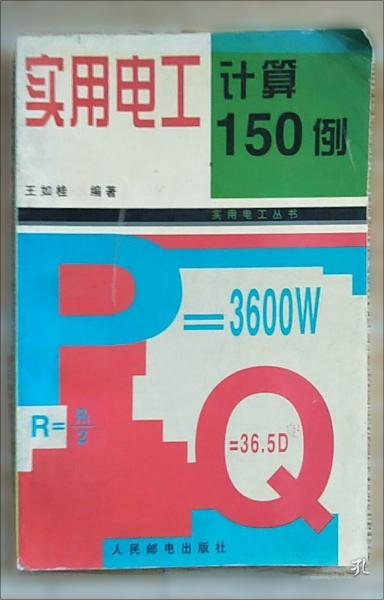 实用电工
计算
150例
王如桂 编著
实用电工丛书
P=3600W
R=R/2
Q=36.5D
人民邮电出版社
孔